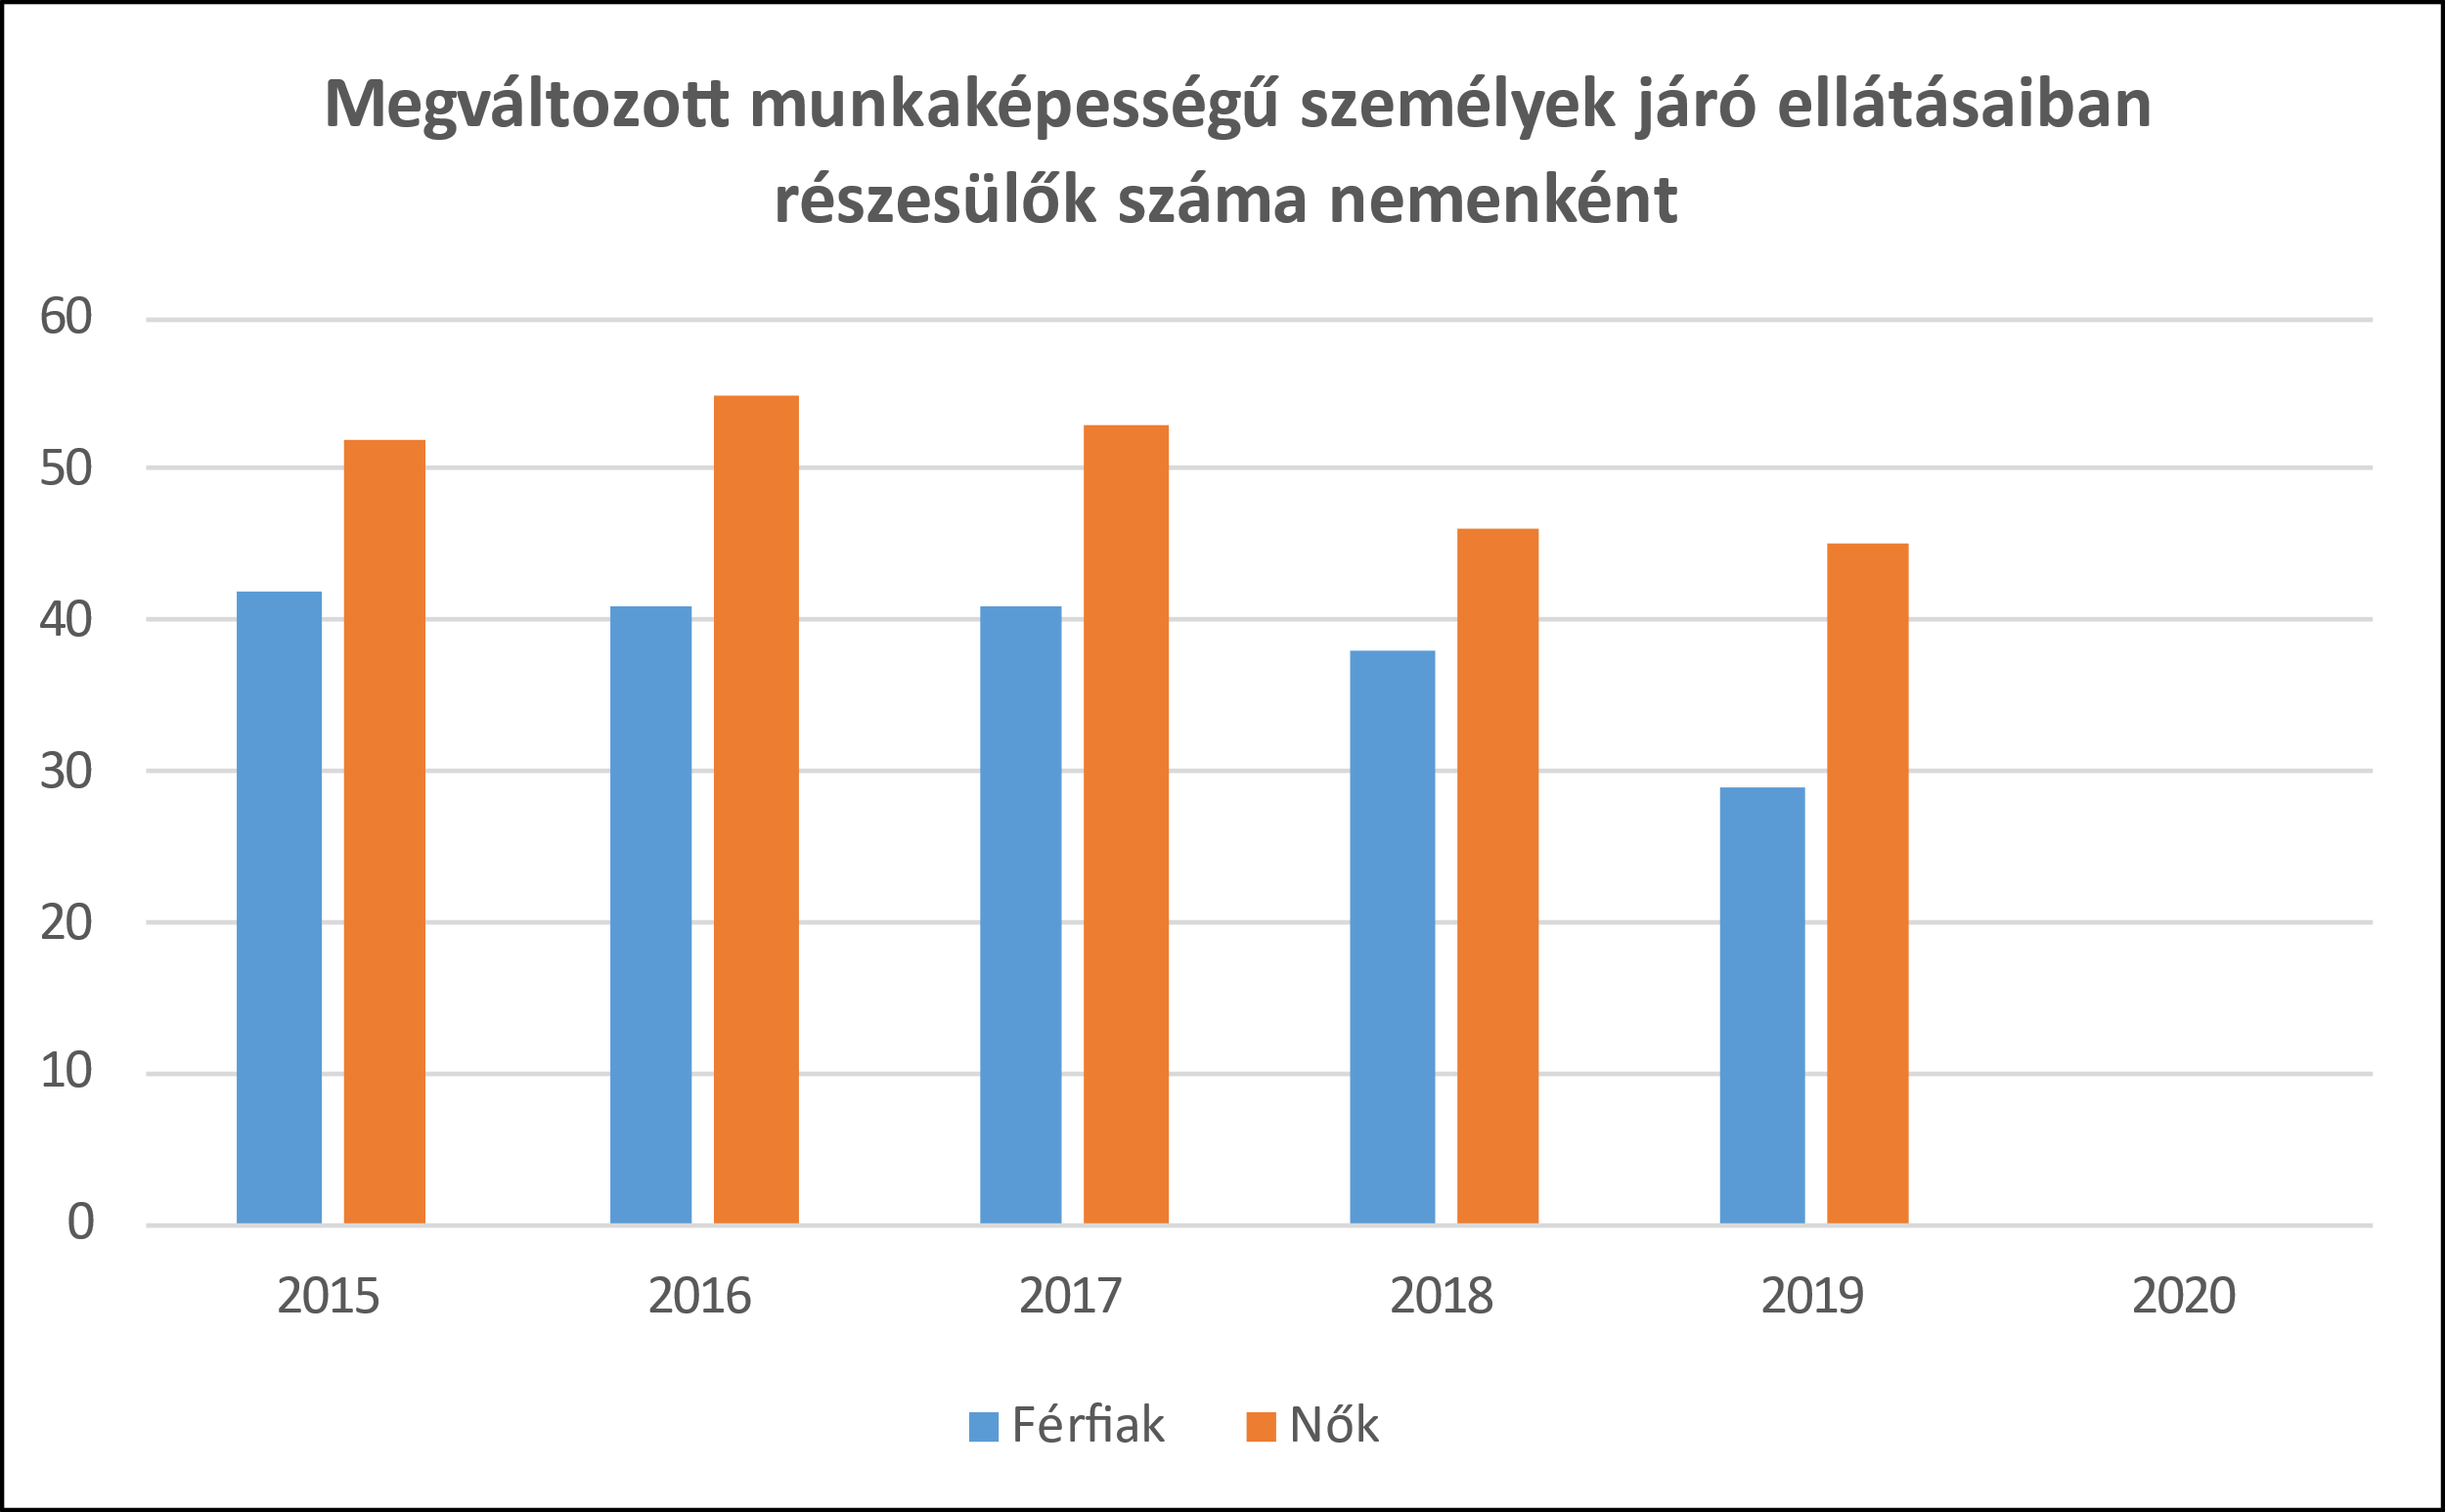 Megváltozott munkaképességű személyek járó ellátásaiban
részesülők száma nemenként
60
50
40
30
20
10
0
2015 2016 2017 2018 2019 2020
Férfiak Nők